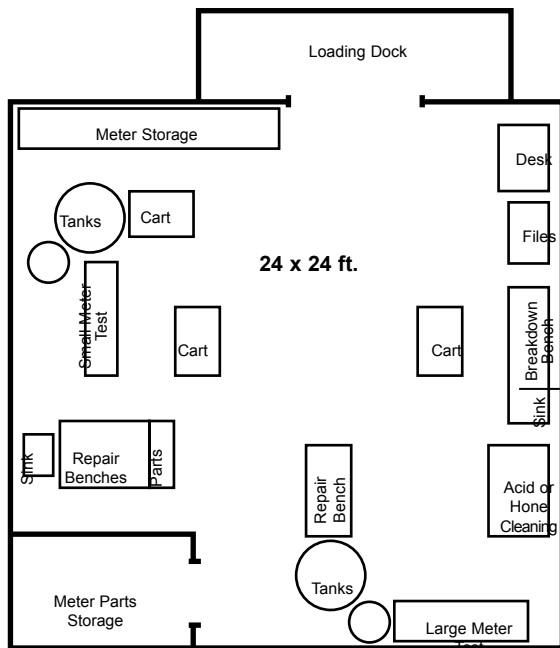 Loading Dock
Meter Storage
Desk
Tanks
Cart
Files
24 x 24 ft.
Small Meter
Test
Cart
Cart
Breakdown
Bench
Sink
Sink
Repair
Benches
Parts
Repair
Bench
Acid or
Hone
Cleaning
Tanks
Meter Parts
Storage
Large Meter
Test